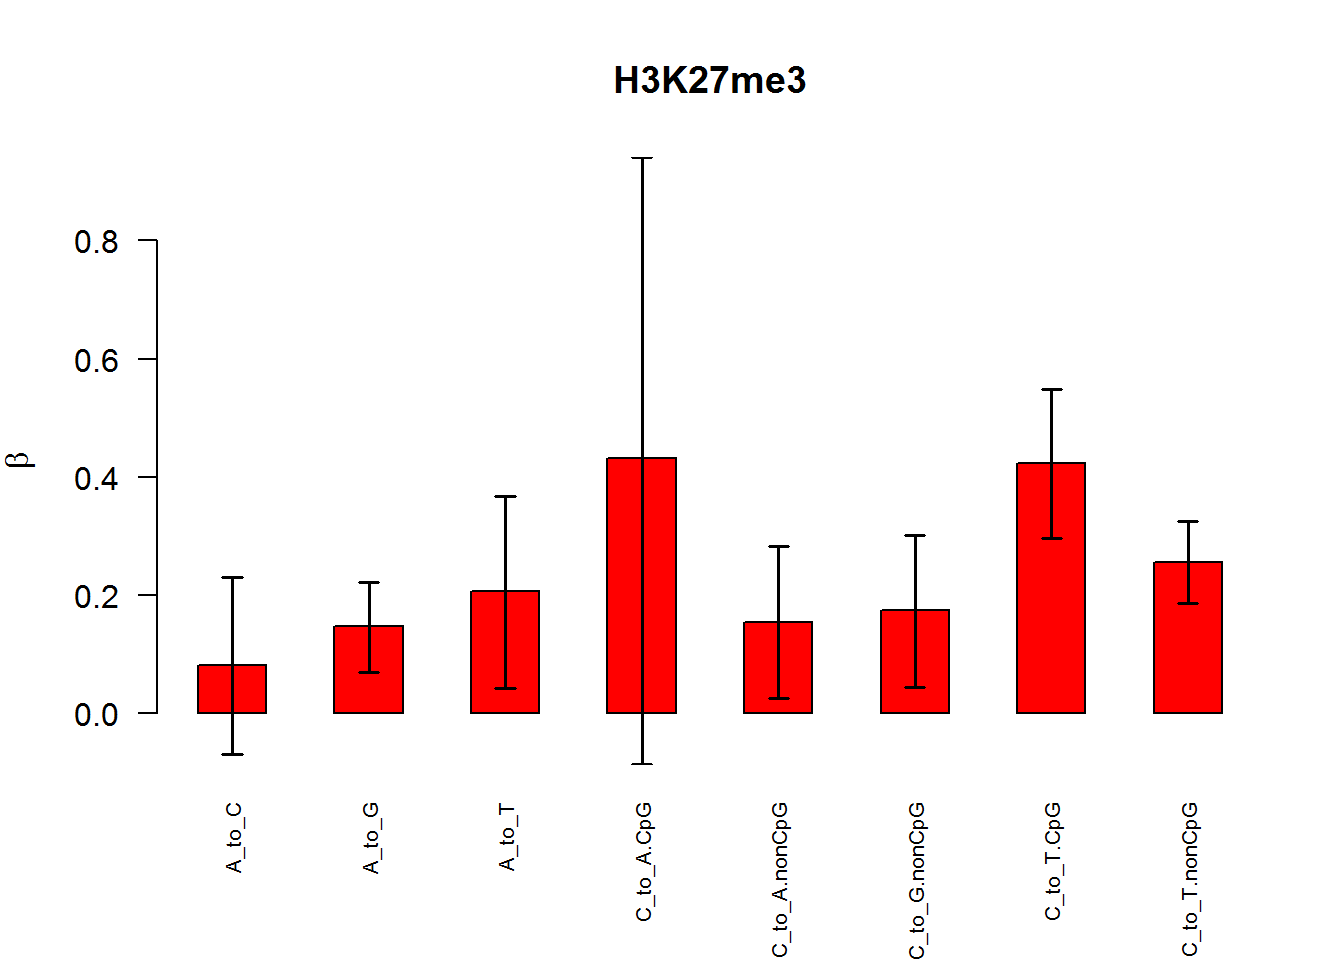 H3K27me3
β
0.8
0.6
0.4
0.2
0.0
A_to_C
A_to_G
A_to_T
C_to_A.CpG
C_to_A.nonCpG
C_to_G.nonCpG
C_to_T.CpG
C_to_T.nonCpG